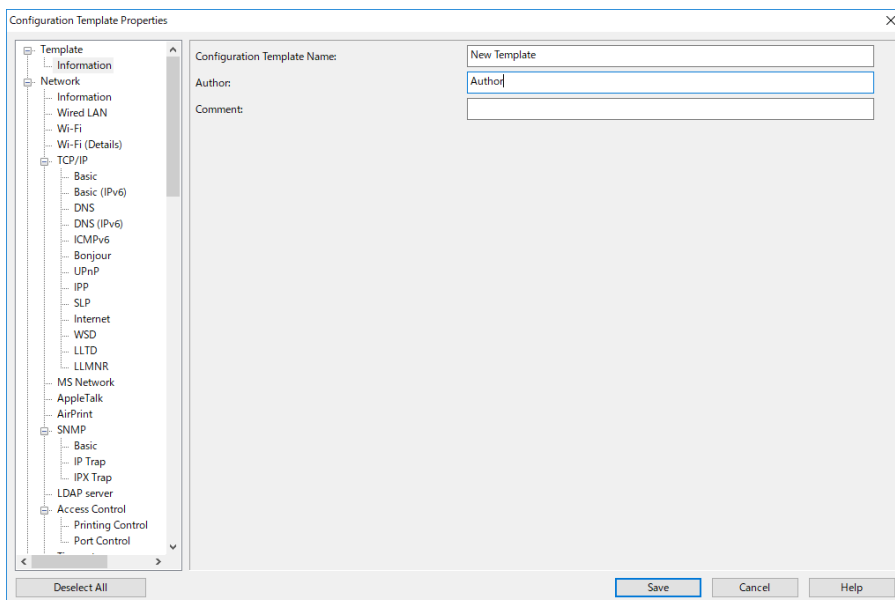 Configuration Template Properties
Template
Information
Network
Information
Wired LAN
Wi-Fi
Wi-Fi (Details)
TCP/IP
Basic
Basic (IPv6)
DNS
DNS (IPv6)
ICMPv6
Bonjour
UPnP
IPP
SLP
Internet
WSD
LLTD
LLMNR
MS Network
AppleTalk
AirPrint
SNMP
Basic
IP Trap
IPX Trap
LDAP server
Access Control
Printing Control
Port Control
Configuration Template Name: New Template
Author: Author
Comment:
Deselect All Save Cancel Help